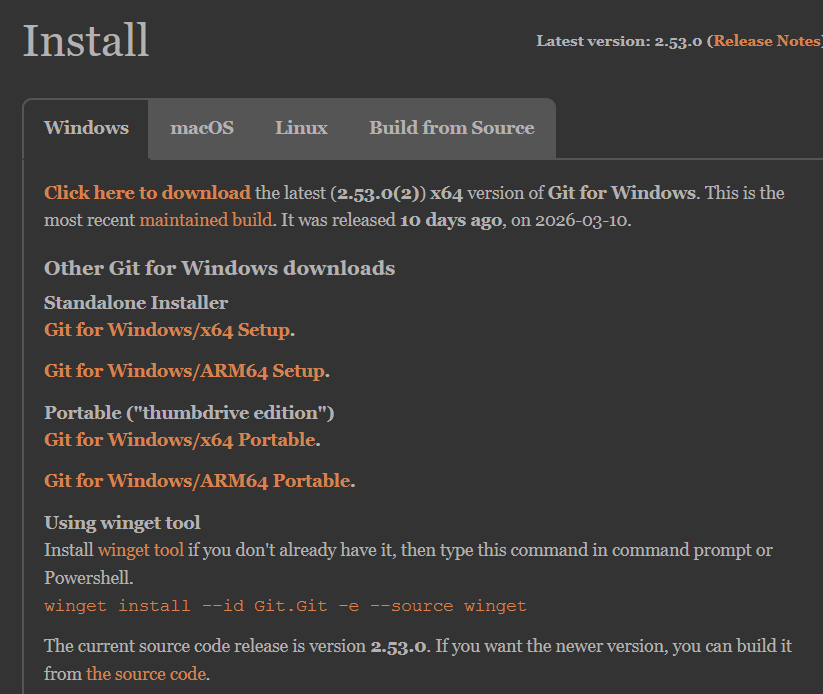 Install
Latest version: 2.53.0 (Release Notes)
Windows
macOS
Linux
Build from Source
Click here to download the latest (2.53.0(2)) x64 version of Git for Windows. This is the
most recent maintained build. It was released 10 days ago, on 2026-03-10.
Other Git for Windows downloads
Standalone Installer
Git for Windows/x64 Setup.
Git for Windows/ARM64 Setup.
Portable ("thumbdrive edition")
Git for Windows/x64 Portable.
Git for Windows/ARM64 Portable.
Using winget tool
Install winget tool if you don't already have it, then type this command in command prompt or
Powershell.
winget install --id Git.Git -e --source winget
The current source code release is version 2.53.0. If you want the newer version, you can build it
from the source code.